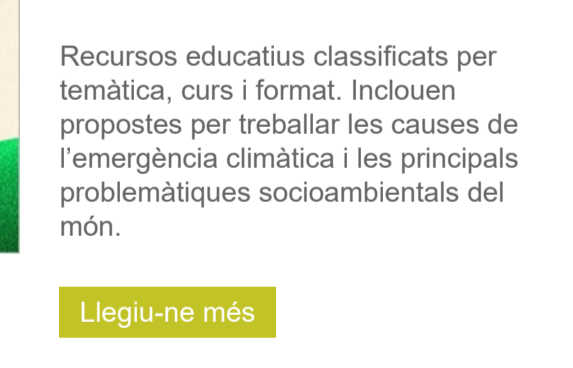 Recursos educatius classificats per
temàtica, curs i format. Inclouen
propostes per treballar les causes de
l’emergència climàtica i les principals
problemàtiques socioambientals del
món.
Llegiu-ne més